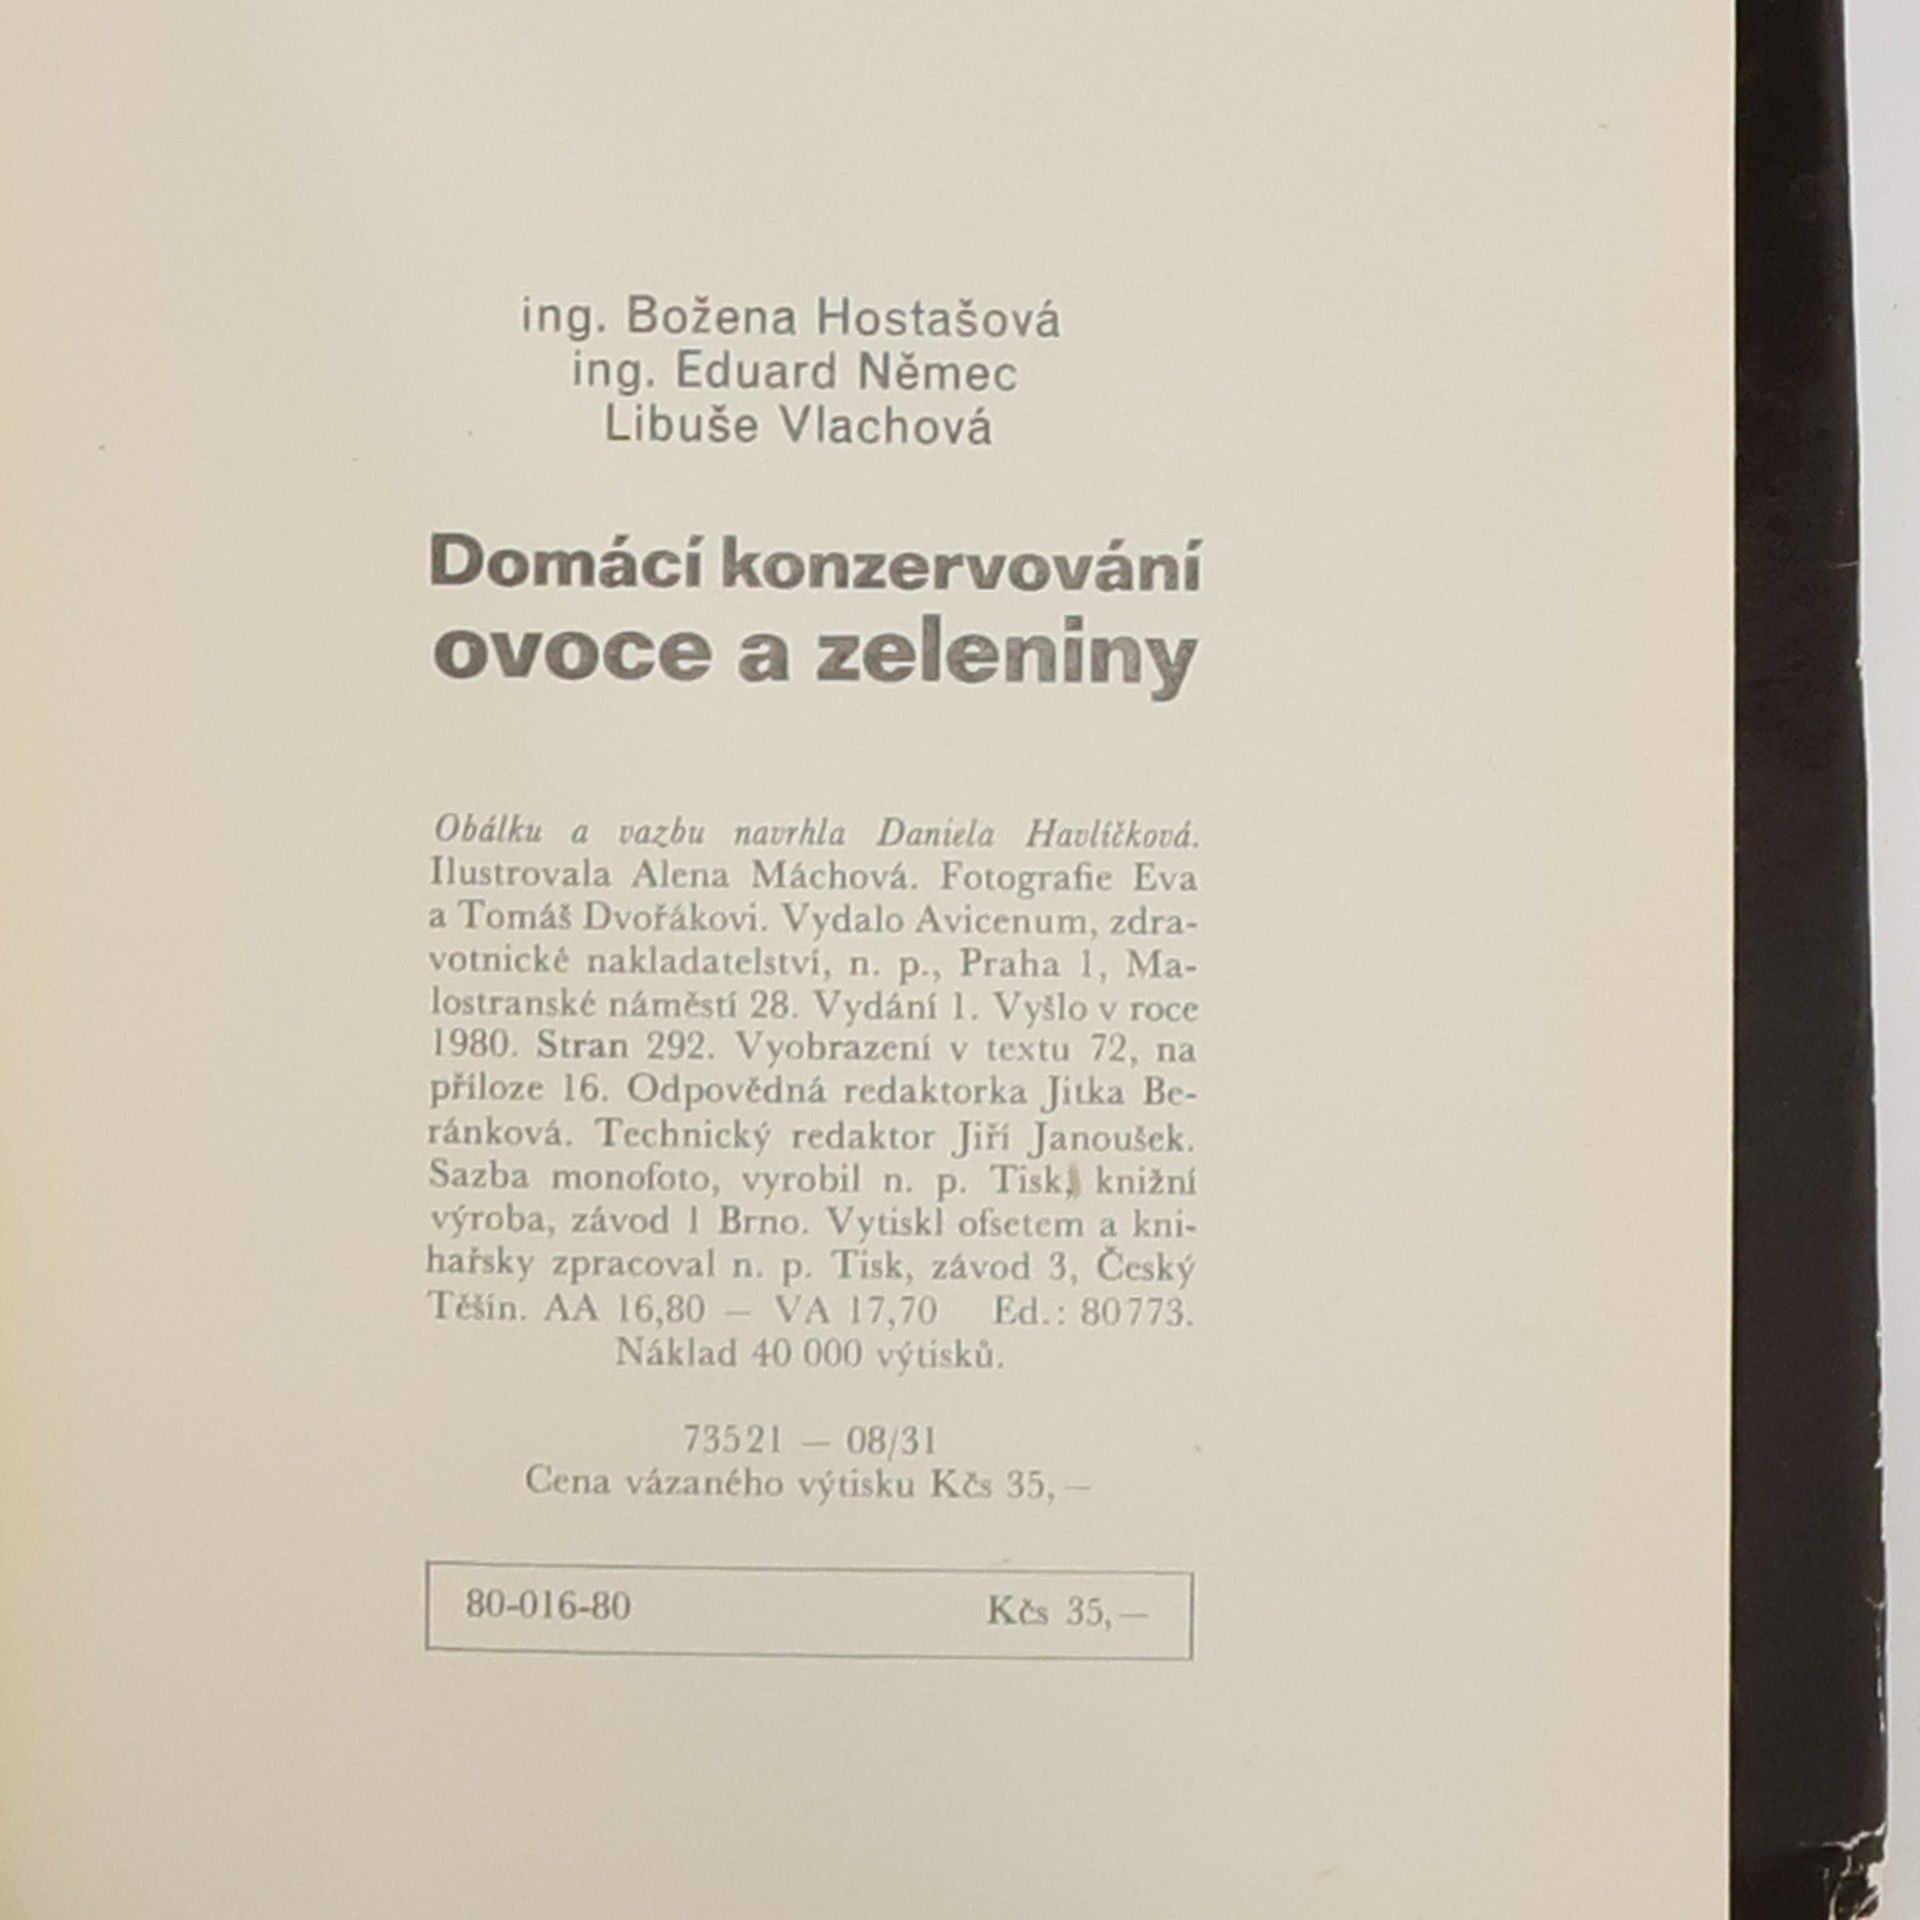 ing. Božena Hostašová
ing. Eduard Němec
Libuše Vlachová
Domácí konzervování
ovoce a zeleniny
Obálku a vazbu navrhla Daniela Havlíčková.
Ilustrovala Alena Máchová. Fotografie Eva
a Tomáš Dvořákovi. Vydalo Avicenum, zdra-
votnické nakladatelství, n. p., Praha 1, Ma-
lostranské náměstí 28. Vydání 1. Vyšlo v roce
1980. Stran 292. Vyobrazení v textu 72, na
příloze 16. Odpovědná redaktorka Jitka Be-
ránková. Technický redaktor Jiří Janoušek.
Sazba monofoto, vyrobil n. p. Tisk, knižní
výroba, závod 1 Brno. Vytiskl ofsetem a kni-
hařsky zpracoval n. p. Tisk, závod 3, Český
Těšín. AA 16,80 — VA 17,70 Ed.: 80773.
Náklad 40 000 výtisků.
73521 — 08/31
Cena vázaného výtisku Kčs 35,—
80-016-80 Kčs 35,—